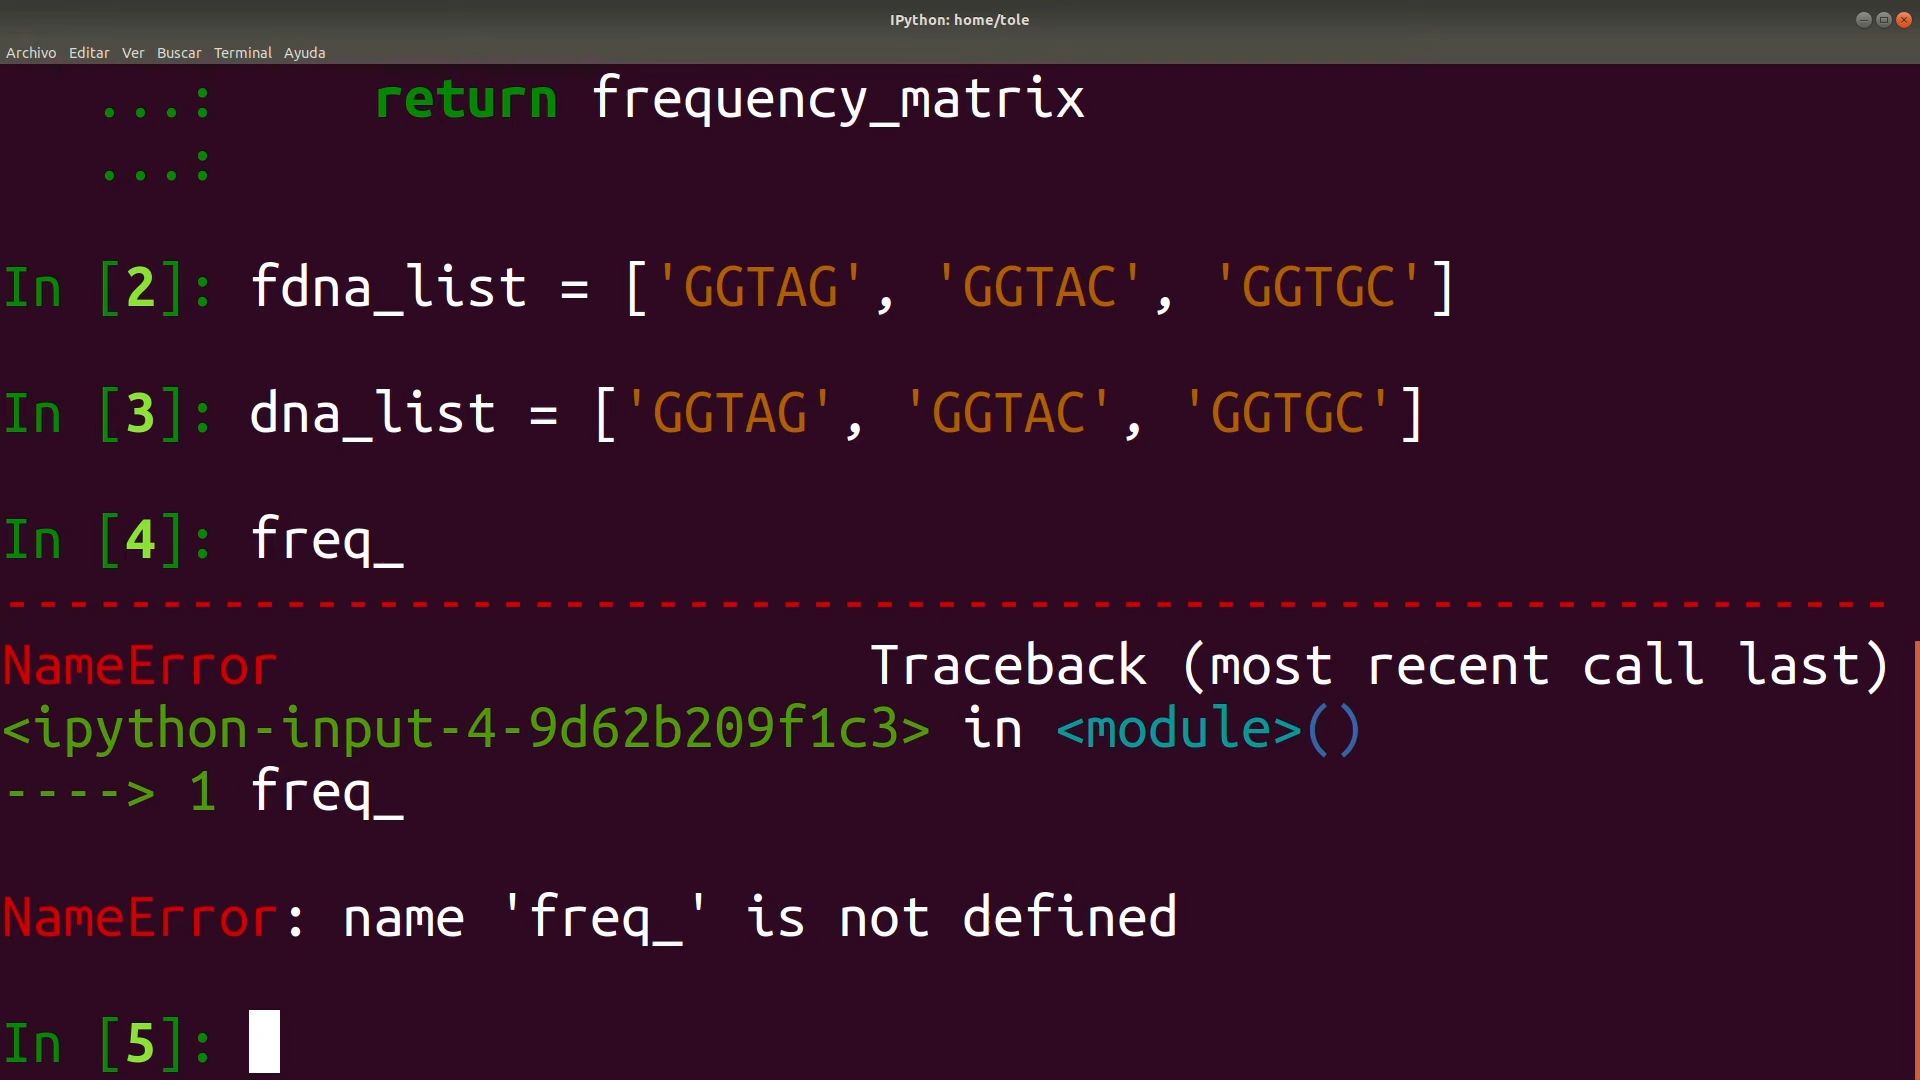 IPython: home/tole
Archivo Editar Ver Buscar Terminal Ayuda
...:     return frequency_matrix
...:
In [2]: fdna_list = ['GGTAG', 'GGTAC', 'GGTGC']
In [3]: dna_list = ['GGTAG', 'GGTAC', 'GGTGC']
In [4]: freq_
-------------------------------------------------------------
NameError                   Traceback (most recent call last)
<ipython-input-4-9d62b209f1c3> in <module>()
----> 1 freq_
NameError: name 'freq_' is not defined
In [5]: